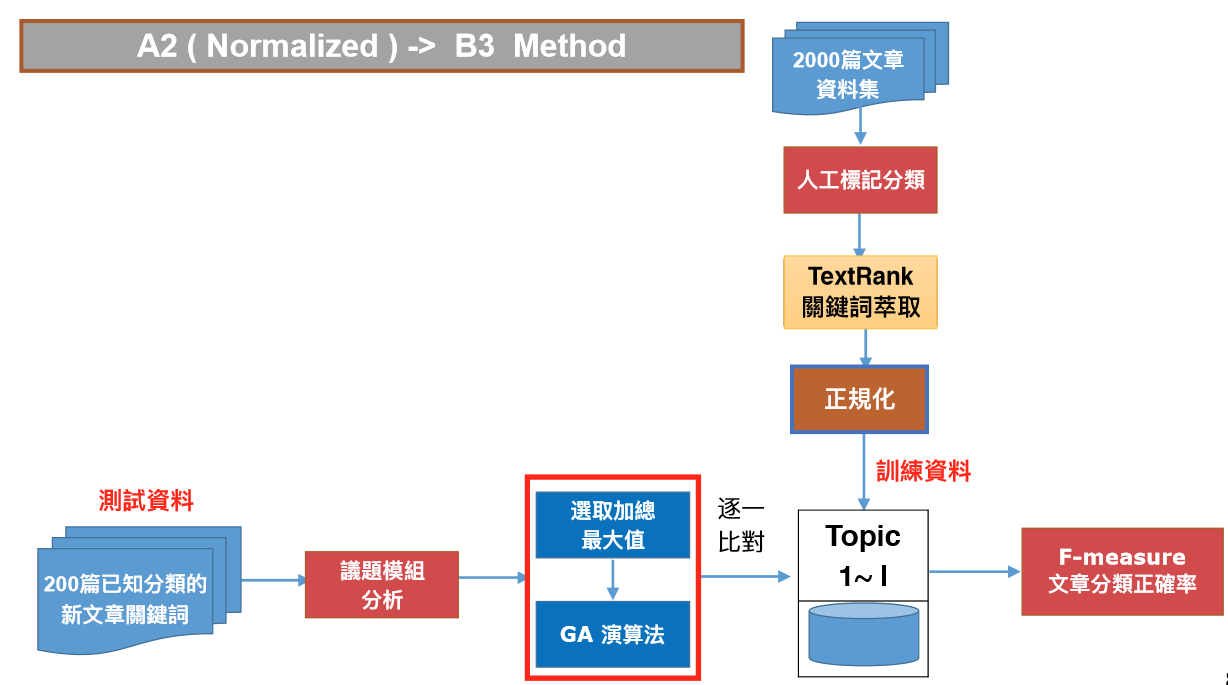 A2 ( Normalized ) -> B3 Method
2000篇文章
資料集
人工標記分類
TextRank
關鍵詞萃取
正規化
訓練資料
測試資料
200篇已知分類的
新文章關鍵詞
議題模組
分析
選取加總
最大值
GA 演算法
逐一
比對
Topic
1~ I
F-measure
文章分類正確率